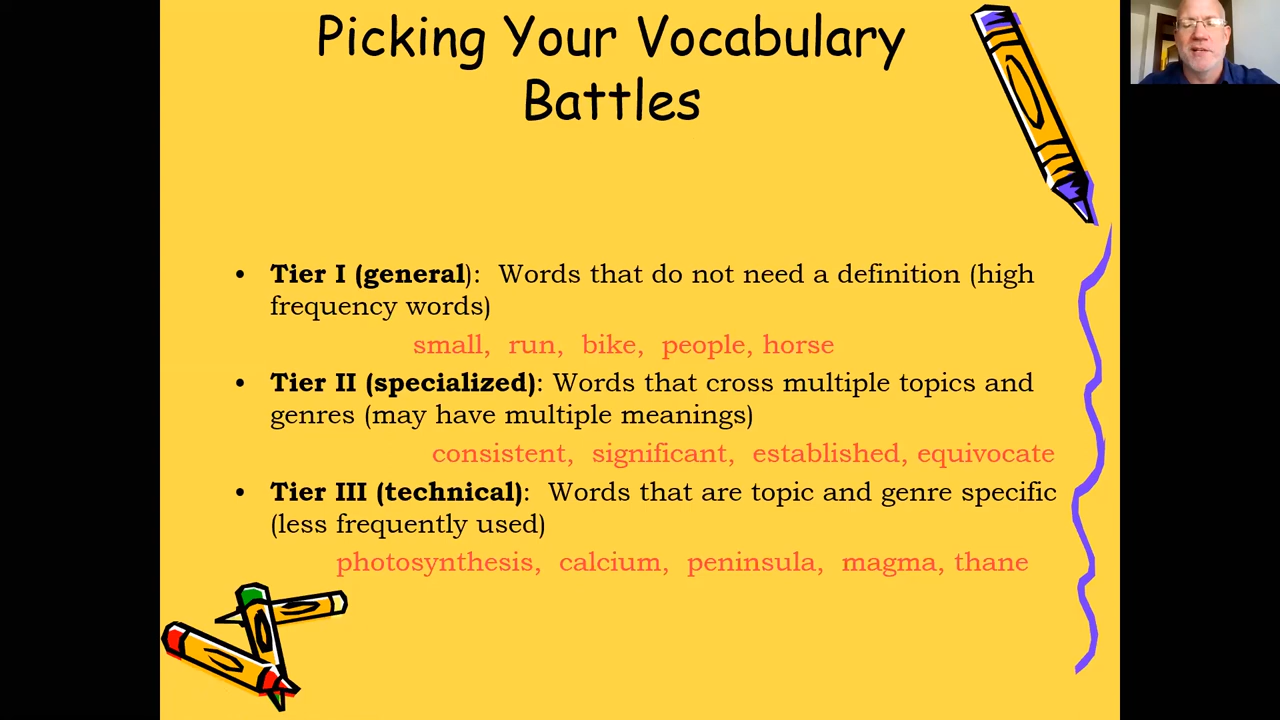 Picking Your Vocabulary
Battles
• Tier I (general): Words that do not need a definition (high
frequency words)
small, run, bike, people, horse
• Tier II (specialized): Words that cross multiple topics and
genres (may have multiple meanings)
consistent, significant, established, equivocate
• Tier III (technical): Words that are topic and genre specific
(less frequently used)
photosynthesis, calcium, peninsula, magma, thane